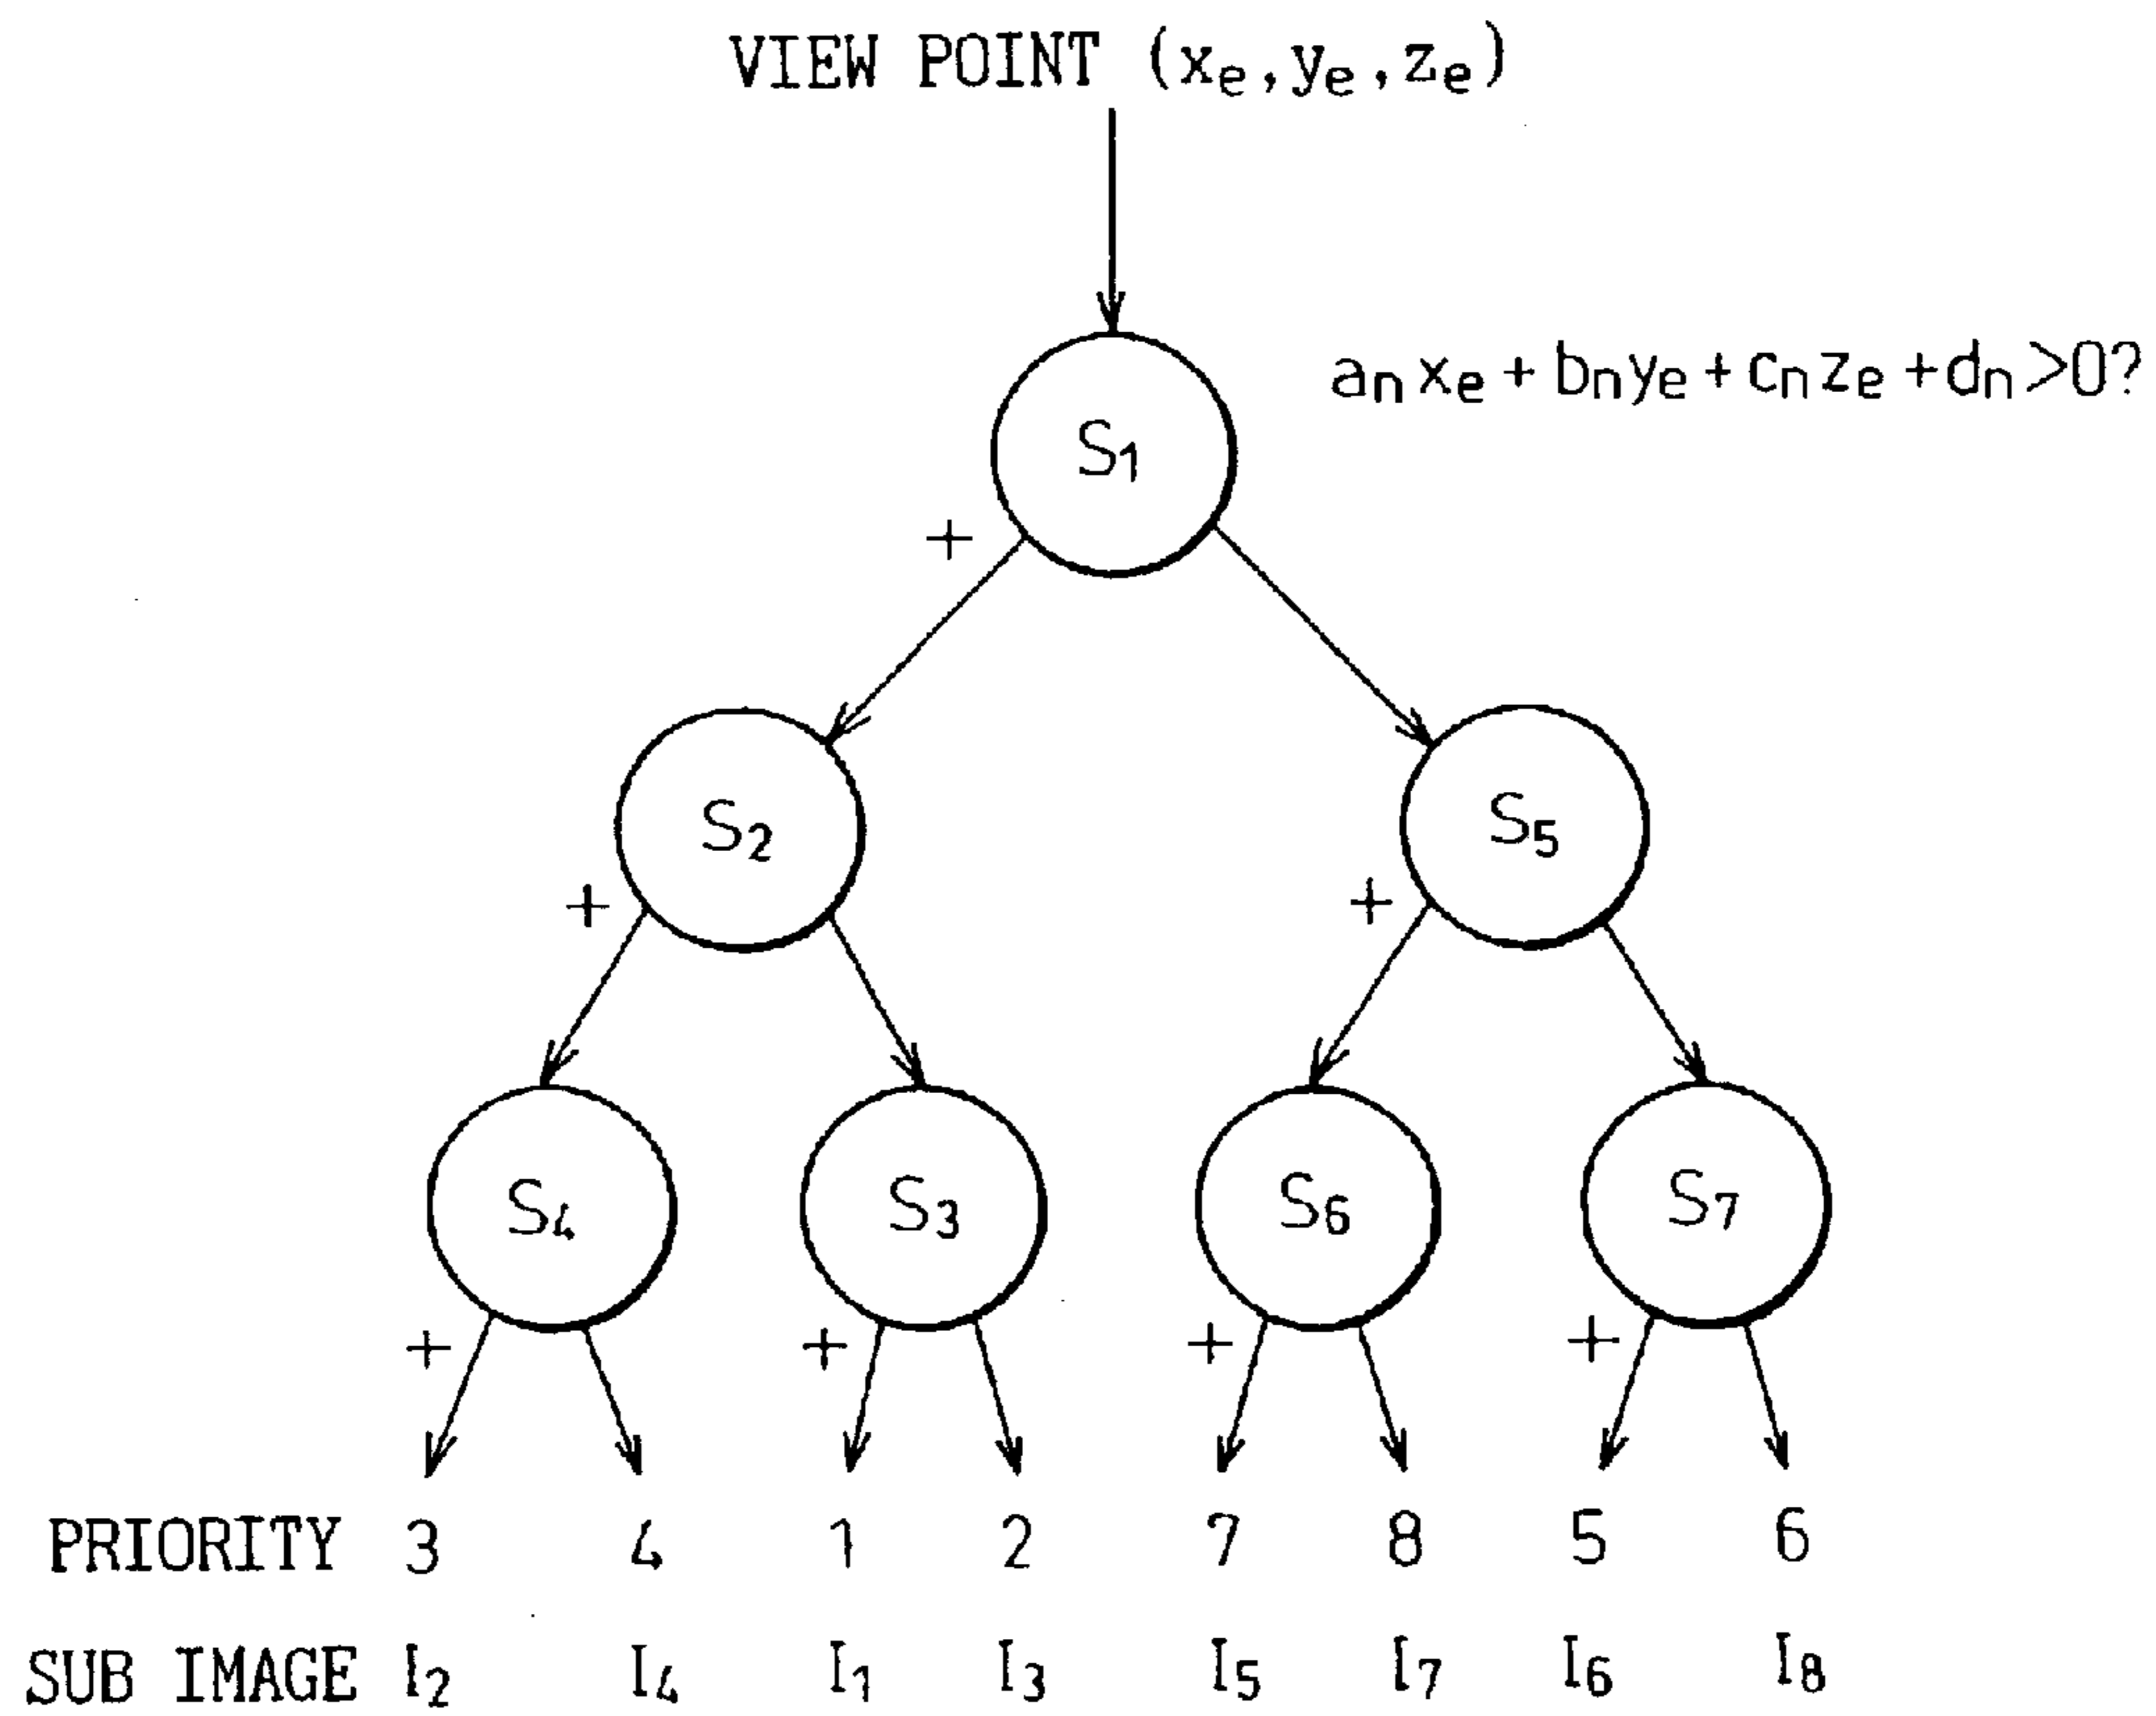 VIEW POINT (xe,ye,ze)
anxe+bnye+cnze+dn>0?
S1
+
S2
S5
+
+
S4
S3
S6
S7
+
+
+
+
PRIORITY 3 4 1 2 7 8 5 6
SUB IMAGE I2 I4 I1 I3 I5 I7 I6 I8